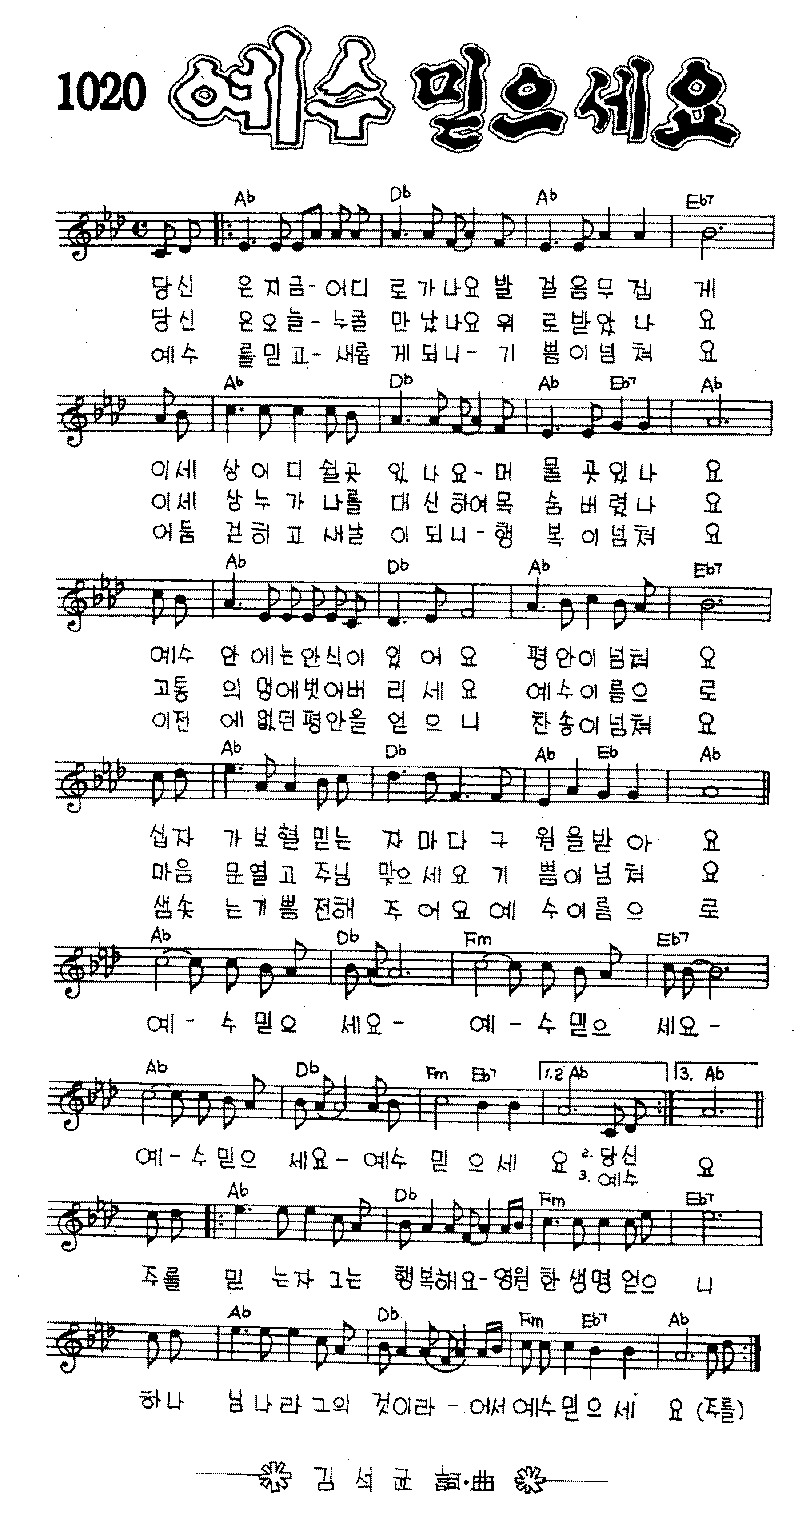 1020 예수 믿으세요
Ab Db Ab Eb7
당신 은지금-어디 로가나요발 걸음무겁 게
당신 은오늘-누굴 만났나요위 로받았나 요
예수 를믿고-새롭 게되니-기 쁨이넘쳐 요
Ab Db Ab Eb7 Ab
이세 상어디쉴곳 있나요-머 물곳있나 요
이세 상누가나를 대신하여목 숨버렸나 요
어둠 걷히고새날 이되니-행 복이넘쳐 요
Ab Db Ab Eb7
예수 안에는안식이 있어요 평안이넘쳐 요
고통 의멍에벗어버 리세요 예수이름으 로
이전 에없던평안을 얻으니 찬송이넘쳐 요
Ab Db Ab Eb Ab
십자 가보혈믿는 자마다구 원을받아 요
마음 문열고주님 맞으세요기 쁨이넘쳐 요
샘솟 는기쁨전해 주어요예 수이름으 로
Ab Db Fm Eb7
예-수믿으 세요- 예-수믿으 세요-
Ab Db Fm Eb7 1.2 Ab 3. Ab
예-수믿으 세요-예수 믿으세 요 2.당신 요
3.예수
Ab Db Fm Eb7
주를 믿는자그는 행복해요-영원한생명얻으 니
Ab Db Fm Eb7 Ab
하나 님나라그의 것이라-어서예수믿으세 요(주를)
김석균 詞·曲